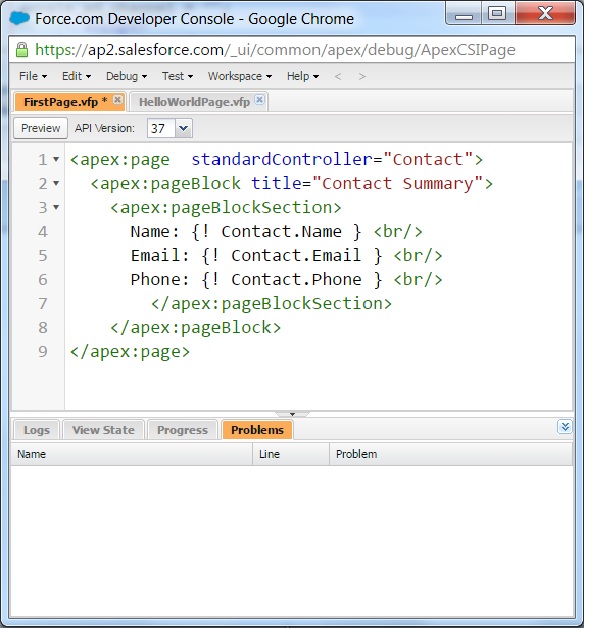 Force.com Developer Console - Google Chrome
https://ap2.salesforce.com/_ui/common/apex/debug/ApexCSIPage
File Edit Debug Test Workspace Help < >
FirstPage.vfp * HelloWorldPage.vfp
Preview API Version: 37
1 <apex:page  standardController="Contact">
2 <apex:pageBlock title="Contact Summary">
3 <apex:pageBlockSection>
4 Name: {! Contact.Name } <br/>
5 Email: {! Contact.Email } <br/>
6 Phone: {! Contact.Phone } <br/>
7 </apex:pageBlockSection>
8 </apex:pageBlock>
9 </apex:page>
Logs View State Progress Problems
Name Line Problem